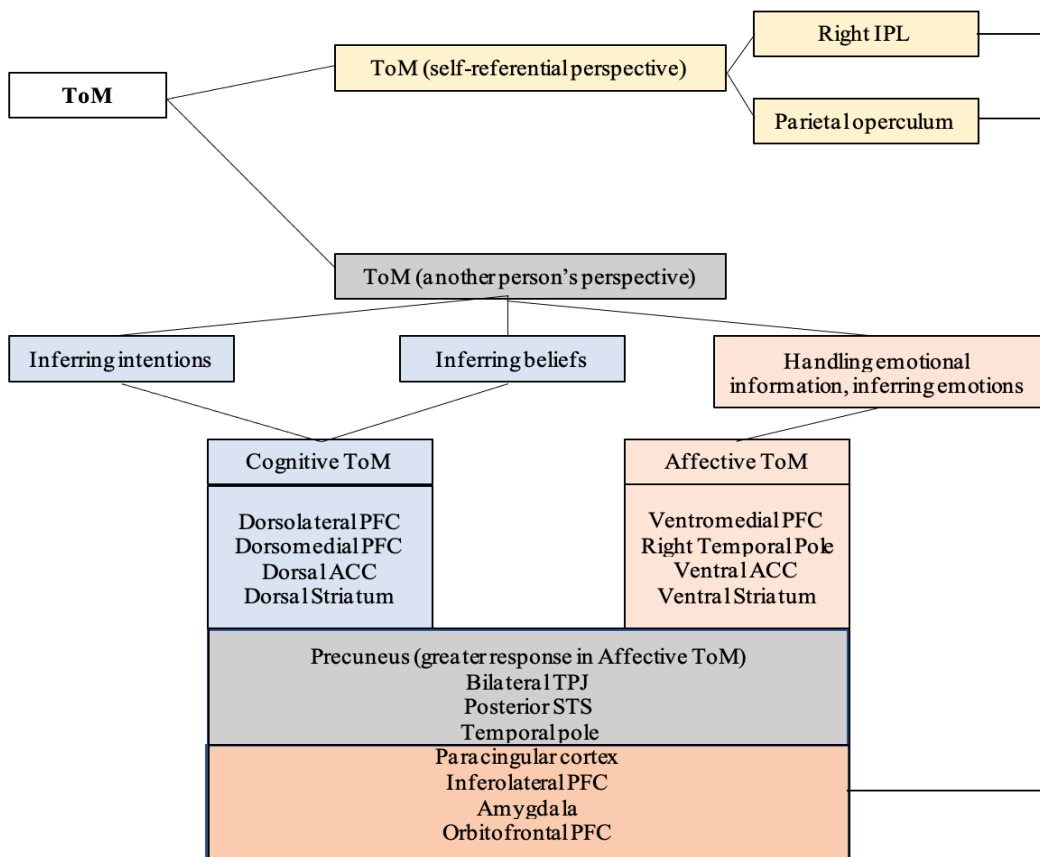 Right IPL
ToM (self-referential perspective)
ToM
Parietal operculum
ToM (another person's perspective)
Inferring intentions
Inferring beliefs
Handling emotional
information, inferring emotions
Cognitive ToM
Dorsolateral PFC
Dorsomedial PFC
Dorsal ACC
Dorsal Striatum
Affective ToM
Ventromedial PFC
Right Temporal Pole
Ventral ACC
Ventral Striatum
Precuneus (greater response in Affective ToM)
Bilateral TPJ
Posterior STS
Temporal pole
Paracingular cortex
Inferolateral PFC
Amygdala
Orbitofrontal PFC